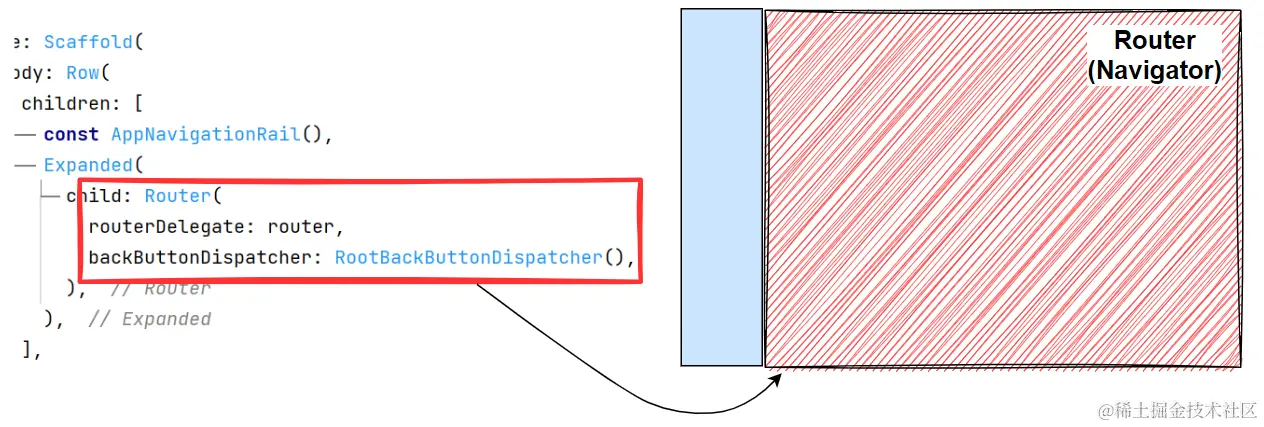 e: Scaffold(
ody: Row(
children: [
const AppNavigationRail(),
Expanded(
child: Router(
routerDelegate: router,
backButtonDispatcher: RootBackButtonDispatcher(),
), // Router
), // Expanded
],
Router
(Navigator)
@稀土掘金技术社区